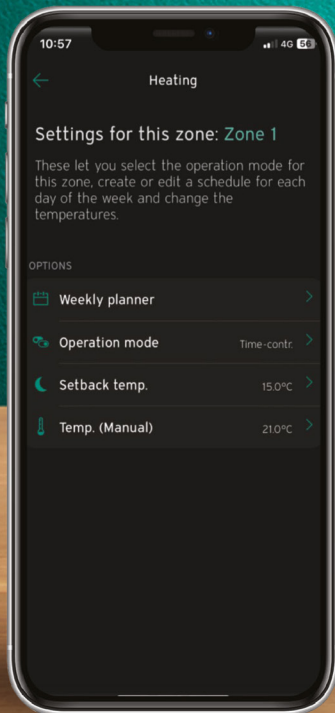 10:57
4G 56
Heating
Settings for this zone: Zone 1
These let you select the operation mode for
this zone, create or edit a schedule for each
day of the week and change the
temperatures.
OPTIONS
Weekly planner
Operation mode Time-contr.
Setback temp. 15.0°C
Temp. (Manual) 21.0°C